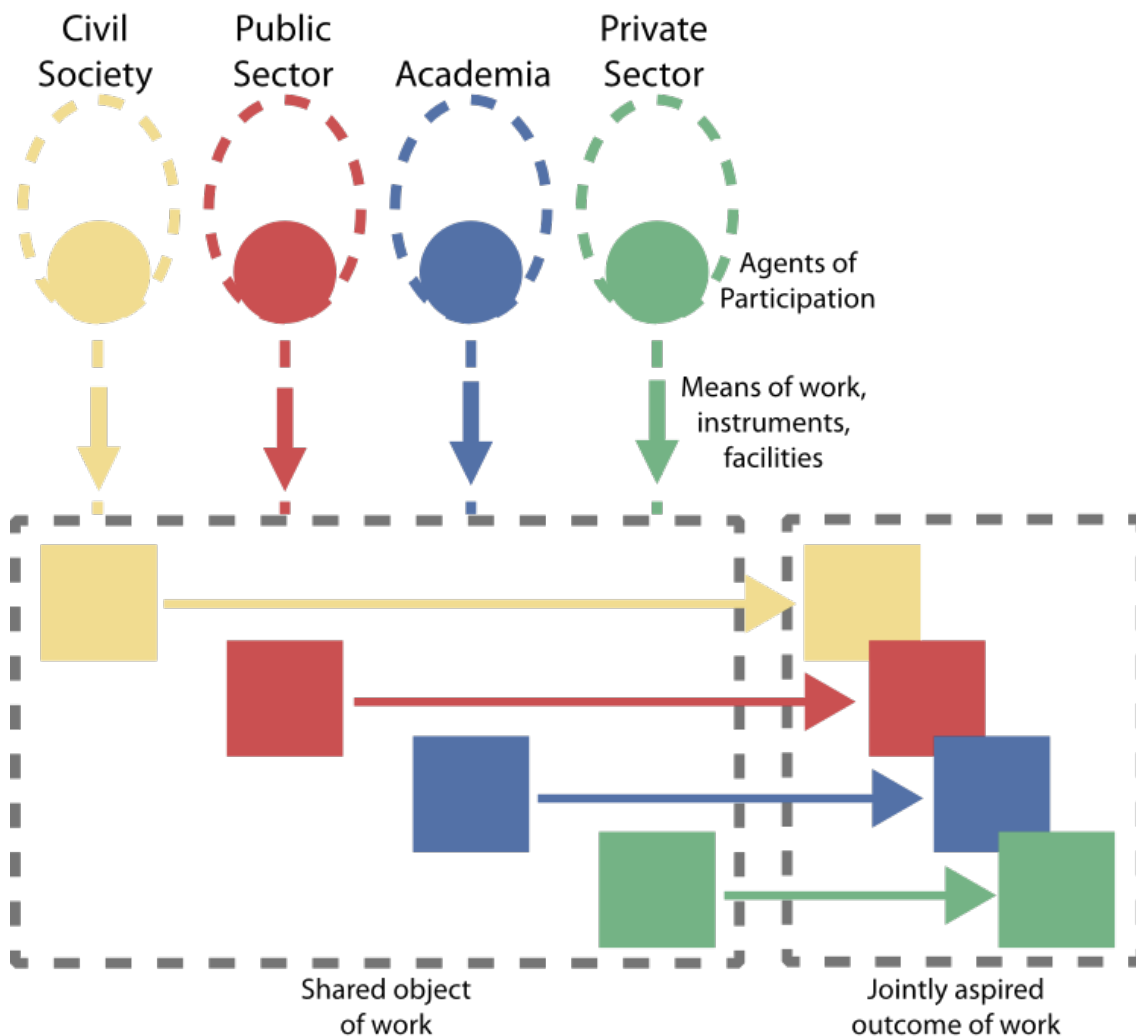 Civil
Society
Public
Sector
Academia
Private
Sector
Agents of
Participation
Means of work,
instruments,
facilities
Shared object
of work
Jointly aspired
outcome of work